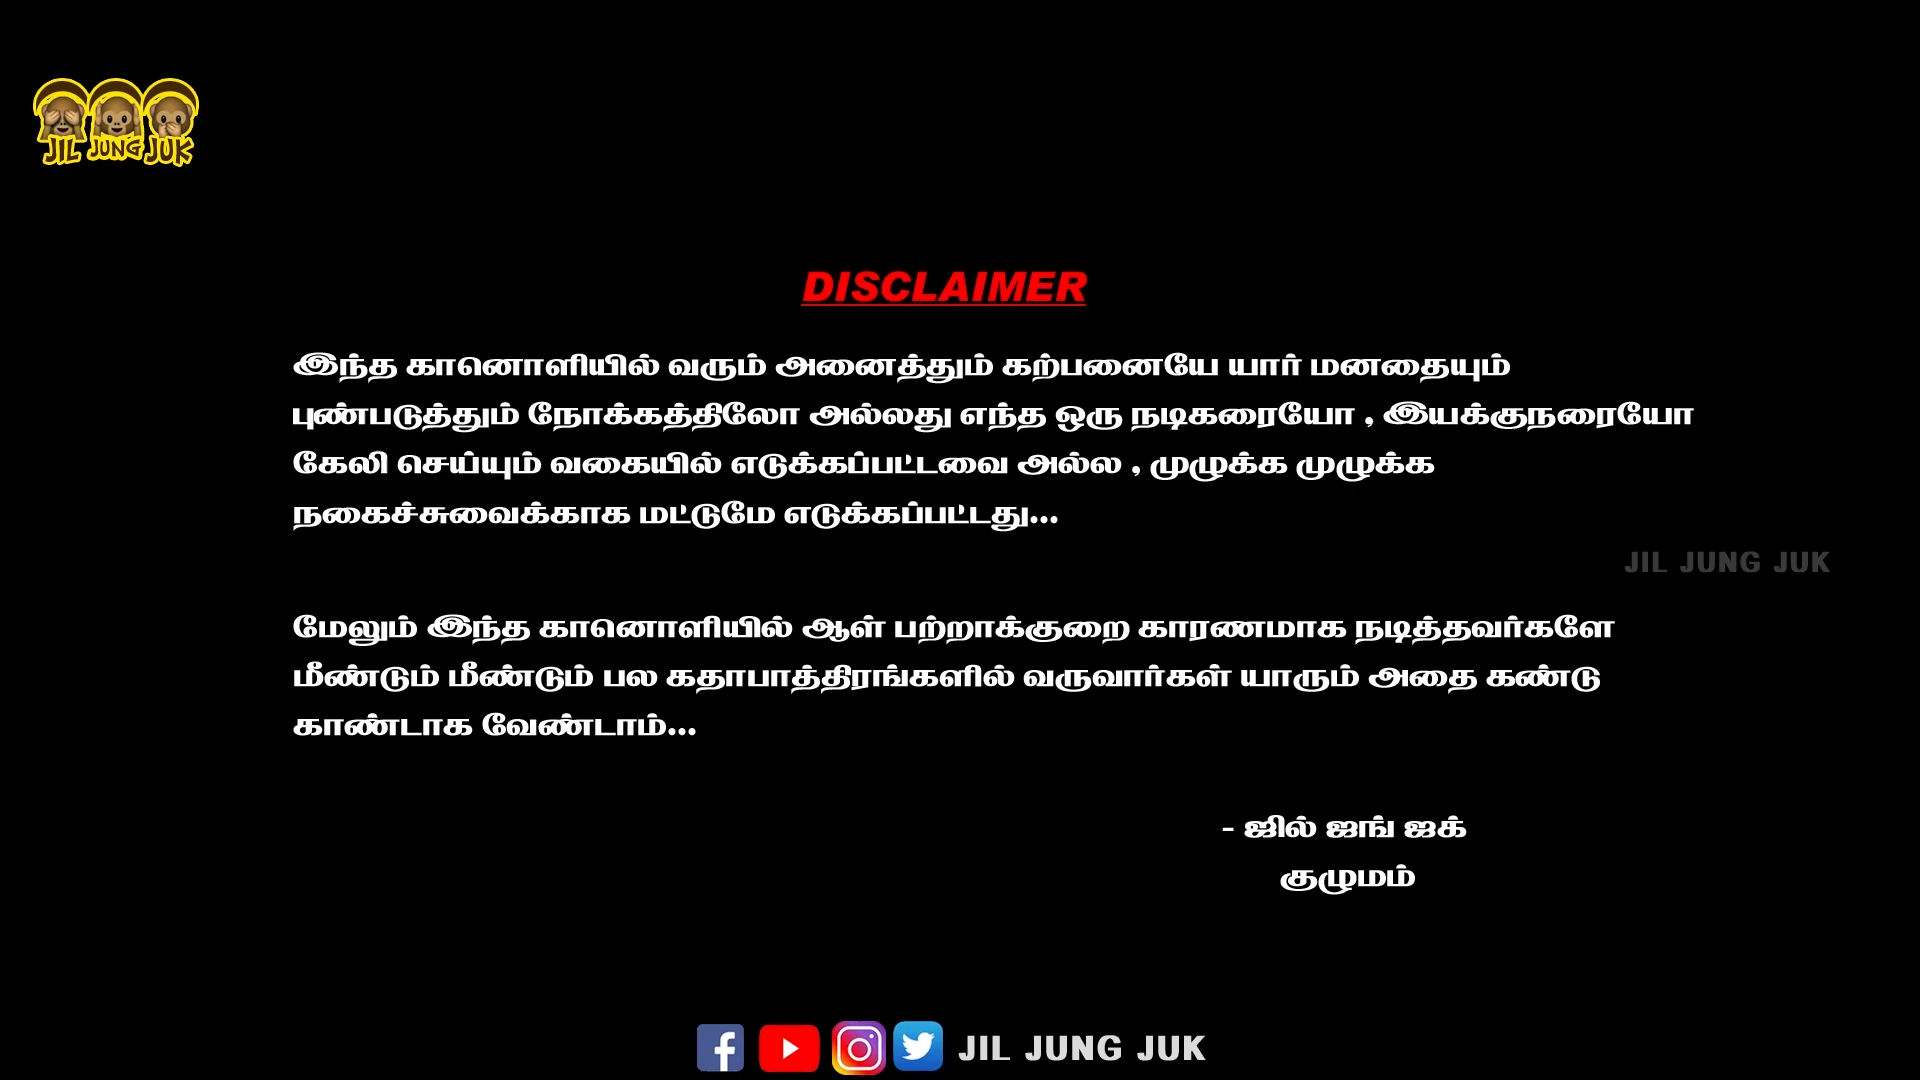 JIL JUNG JUK
DISCLAIMER
இந்த கானொளியில் வரும் அனைத்தும் கற்பனையே யார் மனதையும்
புண்படுத்தும் நோக்கத்திலோ அல்லது எந்த ஒரு நடிகரையோ , இயக்குநரையோ
கேலி செய்யும் வகையில் எடுக்கப்பட்டவை அல்ல , முழுக்க முழுக்க
நகைச்சுவைக்காக மட்டுமே எடுக்கப்பட்டது...
JIL JUNG JUK
மேலும் இந்த கானொளியில் ஆள் பற்றாக்குறை காரணமாக நடித்தவர்களே
மீண்டும் மீண்டும் பல கதாபாத்திரங்களில் வருவார்கள் யாரும் அதை கண்டு
காண்டாக வேண்டாம்...
- ஜில் ஜங் ஜக்
குழுமம்
JIL JUNG JUK